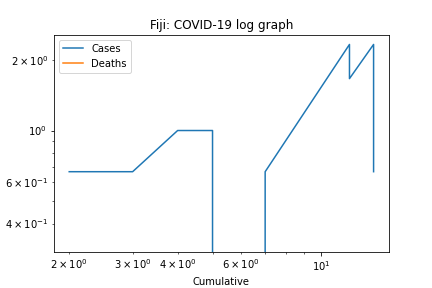 Fiji: COVID-19 log graph
Cases
Deaths
2 × 10⁰
10⁰
6 × 10⁻¹
4 × 10⁻¹
2 × 10⁰ 3 × 10⁰ 4 × 10⁰ 6 × 10⁰ 10¹
Cumulative